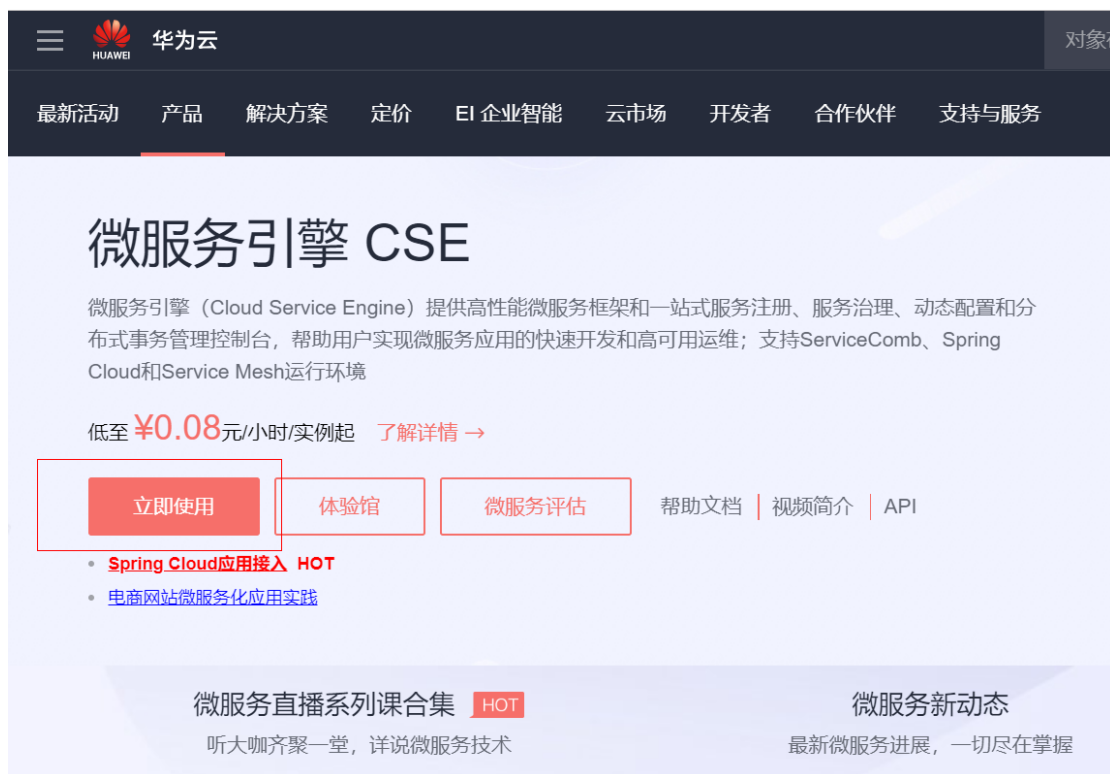 HUAWEI
华为云
最新活动 产品 解决方案 定价 EI 企业智能 云市场 开发者 合作伙伴 支持与服务
微服务引擎 CSE
微服务引擎（Cloud Service Engine）提供高性能微服务框架和一站式服务注册、服务治理、动态配置和分
布式事务管理控制台，帮助用户实现微服务应用的快速开发和高可用运维；支持ServiceComb、Spring
Cloud和Service Mesh运行环境
低至 ¥0.08元/小时/实例起 了解详情 →
立即使用 体验馆 微服务评估 帮助文档 视频简介 API
Spring Cloud应用接入 HOT
电商网站微服务化应用实践
微服务直播系列课合集 HOT
听大咖齐聚一堂，详说微服务技术
微服务新动态
最新微服务进展，一切尽在掌握